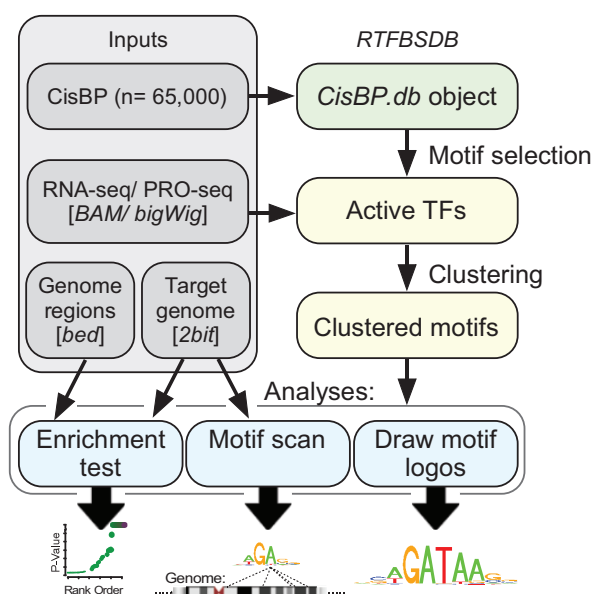 Inputs
RTFBSDB
CisBP (n= 65,000)
CisBP.db object
Motif selection
RNA-seq/ PRO-seq
[BAM/ bigWig]
Active TFs
Clustering
Genome
regions
[bed]
Target
genome
[2bit]
Clustered motifs
Analyses:
Enrichment
test
Motif scan
Draw motif
logos
P-Value
Rank Order
GA
Genome:
GATAA